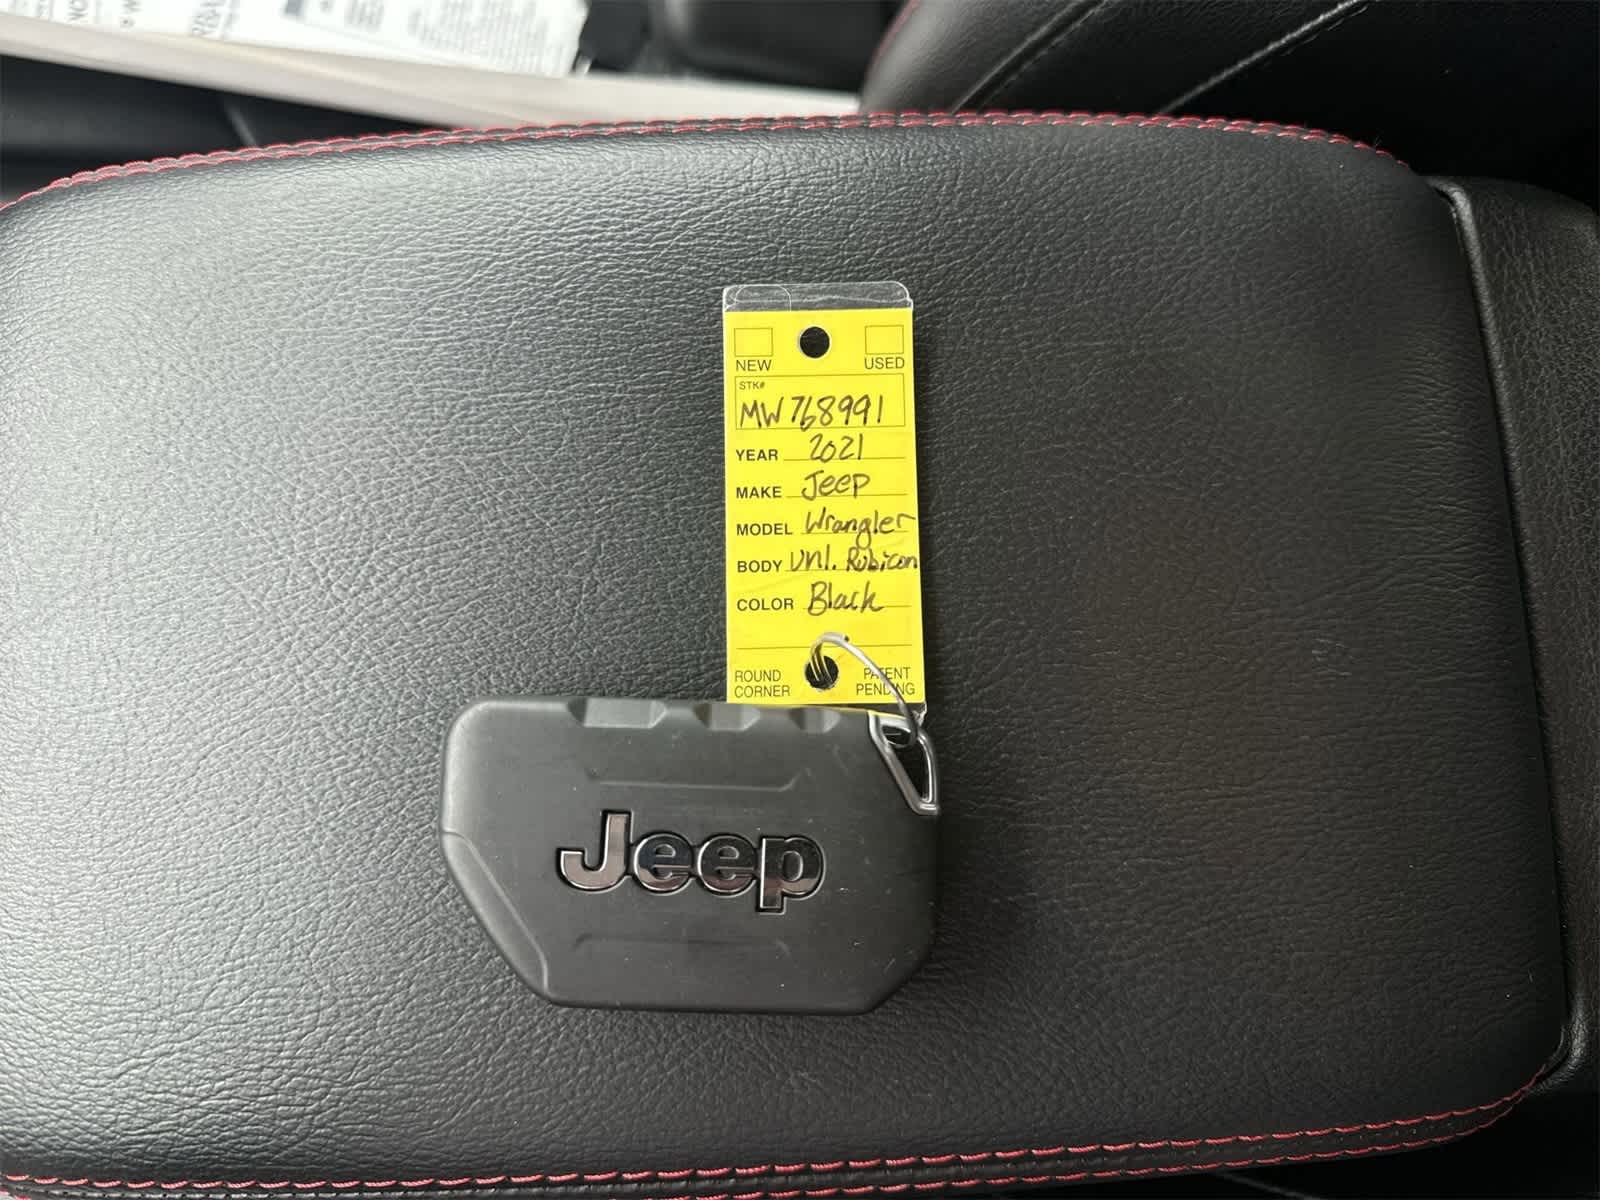 NEW USED
STK#
MW768991
YEAR 2021
MAKE Jeep
MODEL Wrangler
BODY Unl. Rubicon
COLOR Black
ROUND PATENT
CORNER PENDING
Jeep